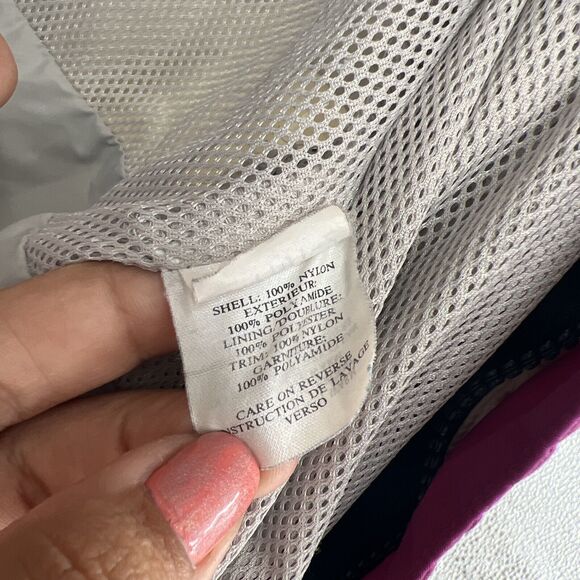 SHELL: 100% NYLON
EXTERIEUR:
100% POLYAMIDE
LINING/DOUBLURE:
100% POLYESTER
TRIM: 100% NYLON
GARNITURE:
100% POLYAMIDE
CARE ON REVERSE
NSTRUCTION DE LAVAGE
VERSO